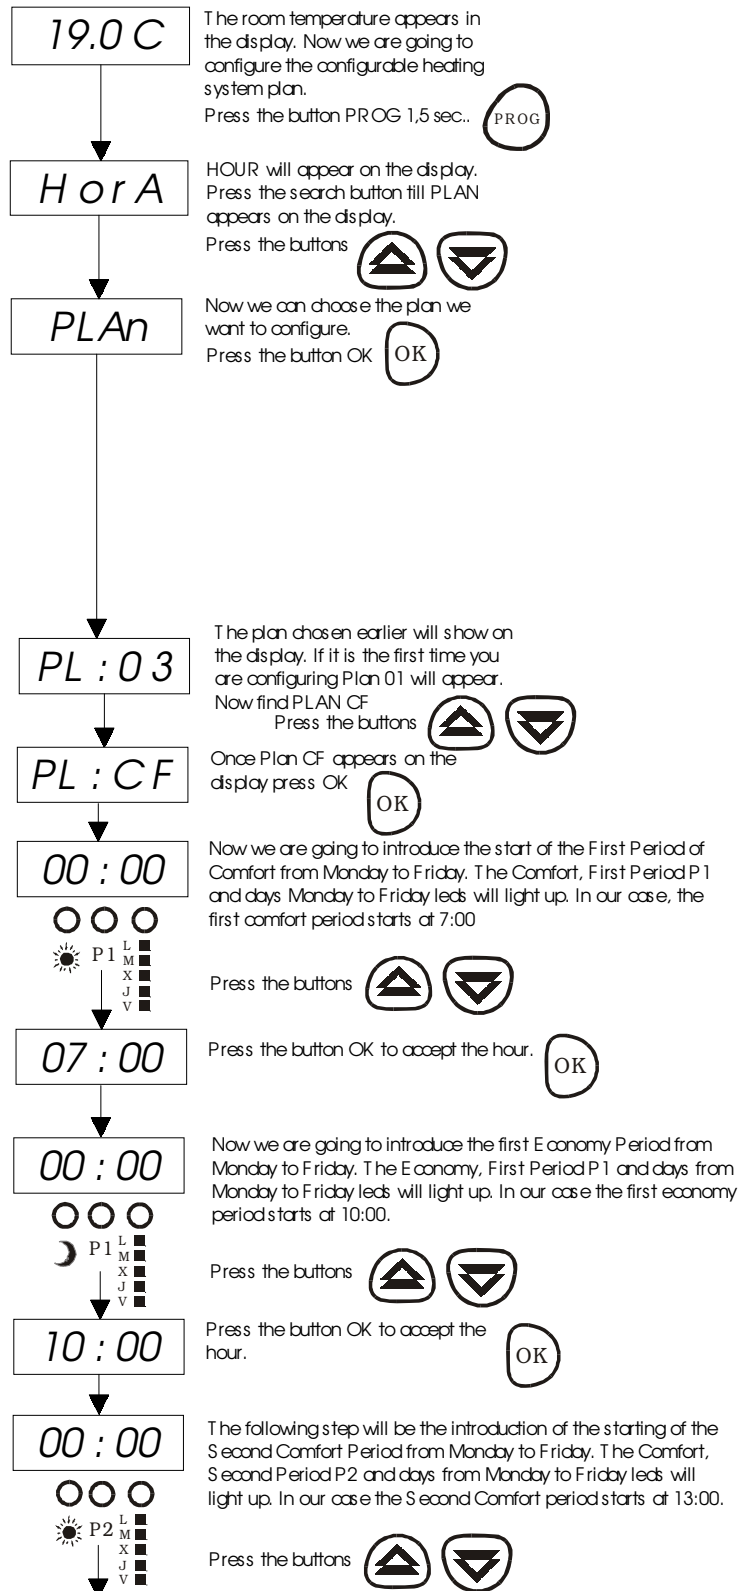 19.0 C
The room temperature appears in
the display. Now we are going to
configure the configurable heating
system plan.
Press the button PROG 1,5 sec..
PROG
HorA
HOUR will appear on the display.
Press the search button till PLAN
appears on the display.
Press the buttons
PLAn
Now we can choose the plan we
want to configure.
Press the button OK
OK
PL : 03
The plan chosen earlier will show on
the display. If it is the first time you
are configuring Plan 01 will appear.
Now find PLAN CF
Press the buttons
PL : CF
Once Plan CF appears on the
display press OK
OK
00 : 00
Now we are going to introduce the start of the First Period of
Comfort from Monday to Friday. The Comfort, First Period P1
and days Monday to Friday leds will light up. In our case, the
first comfort period starts at 7:00
P1
L
M
X
J
V
Press the buttons
07 : 00
Press the button OK to accept the hour.
OK
00 : 00
Now we are going to introduce the first Economy Period from
Monday to Friday. The Economy, First Period P1 and days from
Monday to Friday leds will light up. In our case the first economy
period starts at 10:00.
P1
L
M
X
J
V
Press the buttons
10 : 00
Press the button OK to accept the
hour.
OK
00 : 00
The following step will be the introduction of the starting of the
Second Comfort Period from Monday to Friday. The Comfort,
Second Period P2 and days from Monday to Friday leds will
light up. In our case the Second Comfort period starts at 13:00.
P2
L
M
X
J
V
Press the buttons